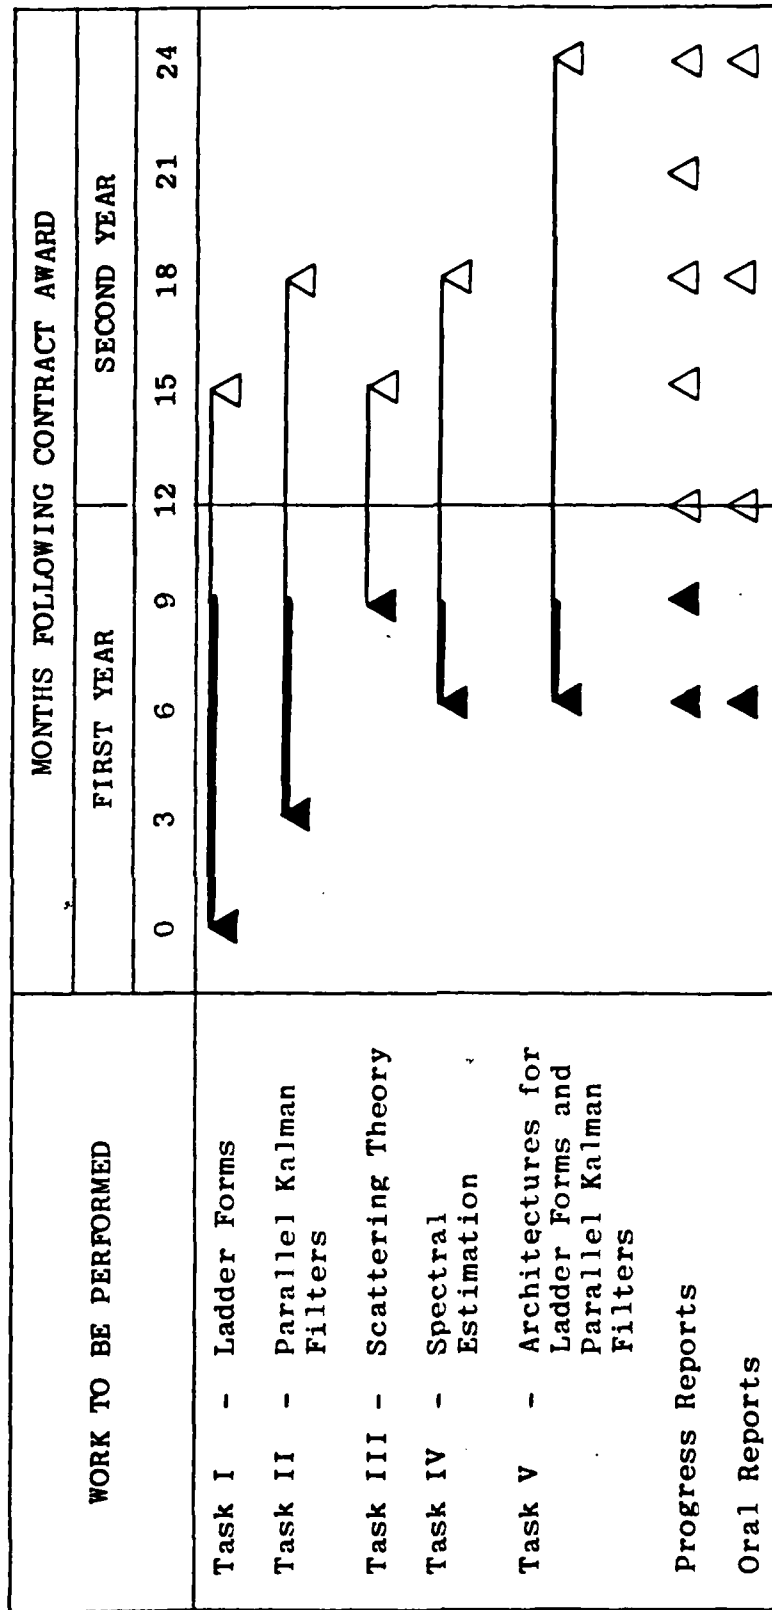 WORK TO BE PERFORMED
MONTHS FOLLOWING CONTRACT AWARD
FIRST YEAR
SECOND YEAR
0 3 6 9 12 15 18 21 24
Task I - Ladder Forms
Task II - Parallel Kalman
Filters
Task III - Scattering Theory
Task IV - Spectral
Estimation
Task V - Architectures for
Ladder Forms and
Parallel Kalman
Filters
Progress Reports
Oral Reports